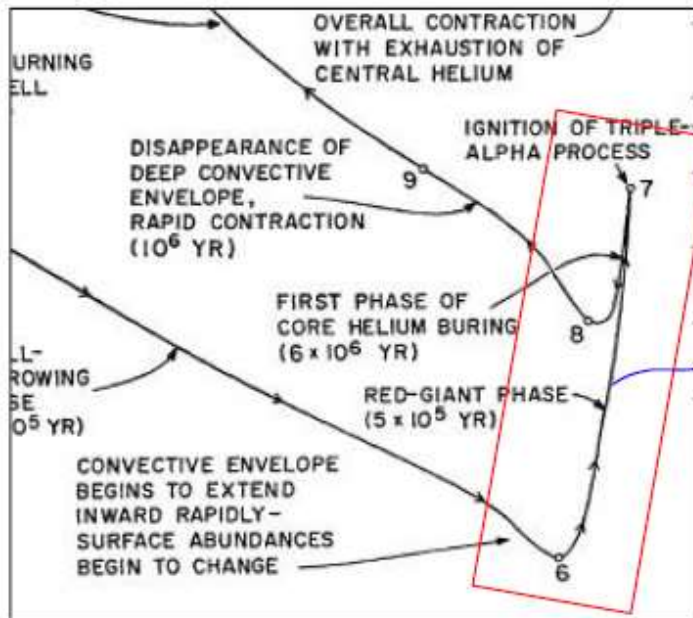 OVERALL CONTRACTION
WITH EXHAUSTION OF
CENTRAL HELIUM
URNING
ELL
IGNITION OF TRIPLE-
ALPHA PROCESS
DISAPPEARANCE OF
DEEP CONVECTIVE
ENVELOPE,
RAPID CONTRACTION
(10⁶ YR)
9
7
FIRST PHASE OF
CORE HELIUM BURING
(6 x 10⁶ YR)
8
LL-
ROWING
SE
0⁵ YR)
RED-GIANT PHASE
(5 x 10⁵ YR)
CONVECTIVE ENVELOPE
BEGINS TO EXTEND
INWARD RAPIDLY-
SURFACE ABUNDANCES
BEGIN TO CHANGE
6